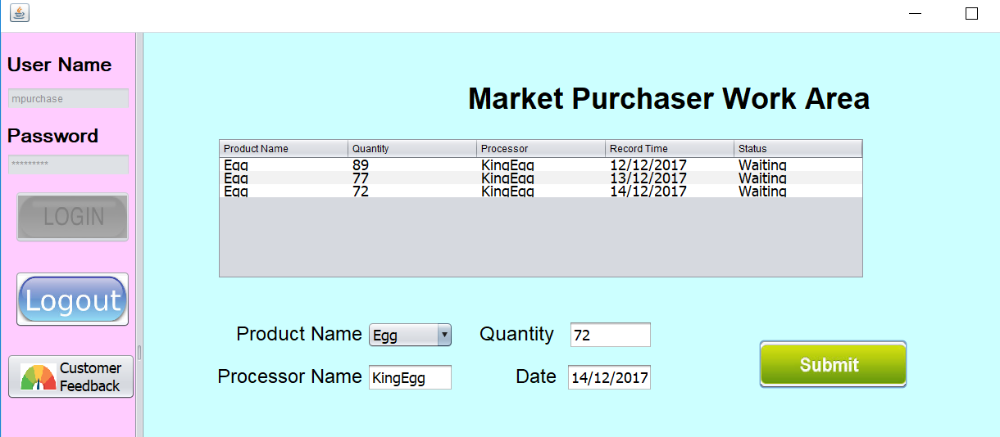 User Name
mpurchase
Password
*********
LOGIN
Logout
Customer
Feedback
Market Purchaser Work Area
Product Name Quantity Processor Record Time Status
Egg 89 KingEgg 12/12/2017 Waiting
Egg 77 KingEgg 13/12/2017 Waiting
Egg 72 KingEgg 14/12/2017 Waiting
Product Name Egg Quantity 72
Processor Name KingEgg Date 14/12/2017
Submit